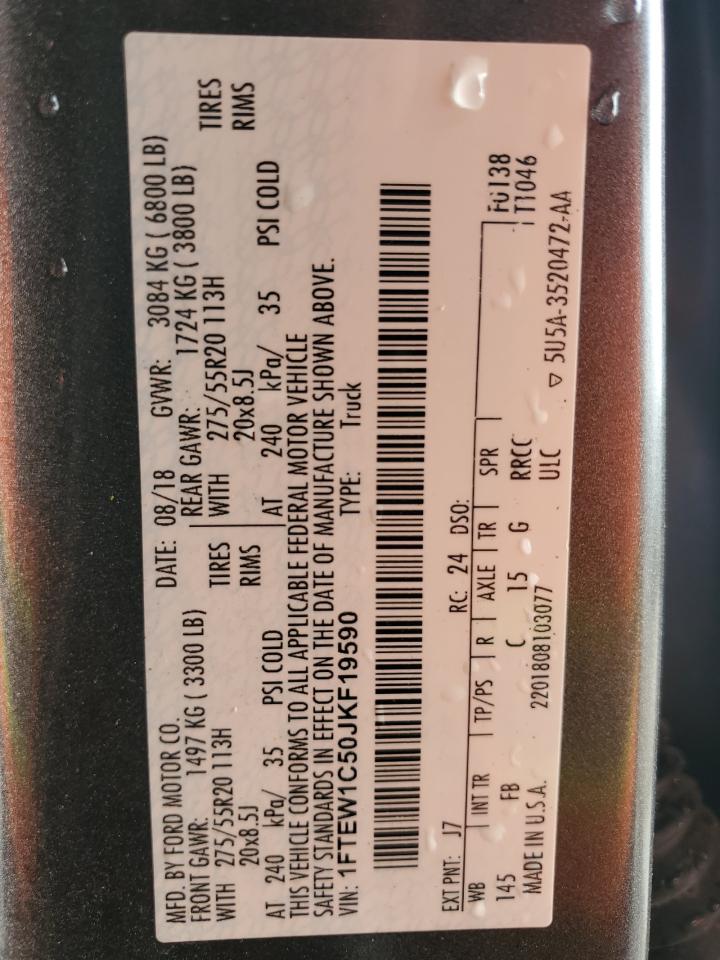 MFD. BY FORD MOTOR CO. DATE: 08/18 GVWR: 3084 KG ( 6800 LB)
FRONT GAWR: 1497 KG ( 3300 LB) REAR GAWR: 1724 KG ( 3800 LB)
WITH 275/55R20 113H TIRES WITH 275/55R20 113H TIRES
20x8.5J RIMS 20x8.5J RIMS
AT 240 kPa/ 35 PSI COLD AT 240 kPa/ 35 PSI COLD
THIS VEHICLE CONFORMS TO ALL APPLICABLE FEDERAL MOTOR VEHICLE
SAFETY STANDARDS IN EFFECT ON THE DATE OF MANUFACTURE SHOWN ABOVE.
VIN: 1FTEW1C50JKF19590 TYPE: Truck
EXT PNT: J7 RC: 24 DSO: F0138
WB INT TR TP/PS R AXLE TR SPR T1046
145 FB C 15 G RRCC
MADE IN U.S.A. 2201808103077 ULC ▽ 5U5A-3520472-AA